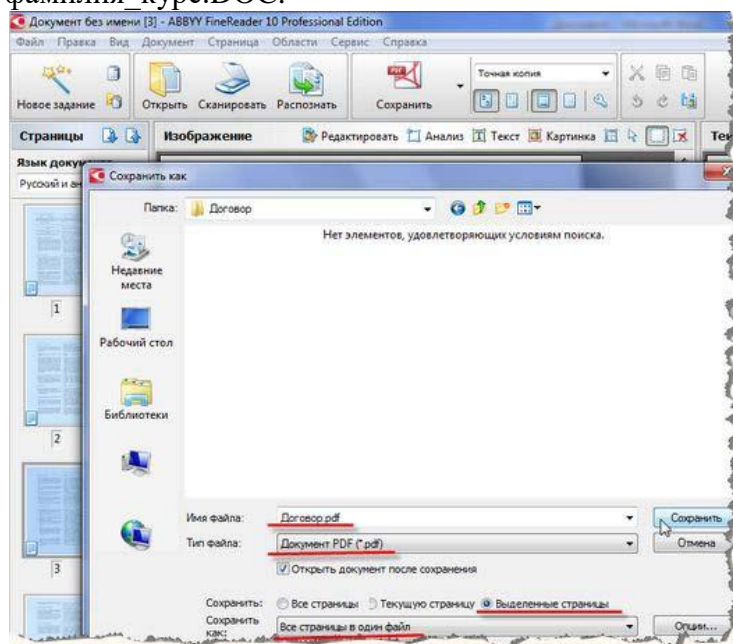 фамилия_курс.DOC.
Документ без имени [3] - ABBYY FineReader 10 Professional Edition
Файл Правка Вид Документ Страница Области Сервис Справка
Точная копия
Новое задание Открыть Сканировать Распознать Сохранить
Страницы Изображение Редактировать Анализ Текст Картинка
Язык
Русский и
Сохранить как
Папка: Договор
Нет элементов, удовлетворяющих условиям поиска.
Недавние
места
1
Рабочий стол
Библиотеки
2
Имя файла: Договор.pdf Сохранить
Тип файла: Документ PDF (*.pdf) Отмена
3
Открыть документ после сохранения
Сохранить: Все страницы Текущую страницу Выделенные страницы
Сохранить
как: Все страницы в один файл Опции...